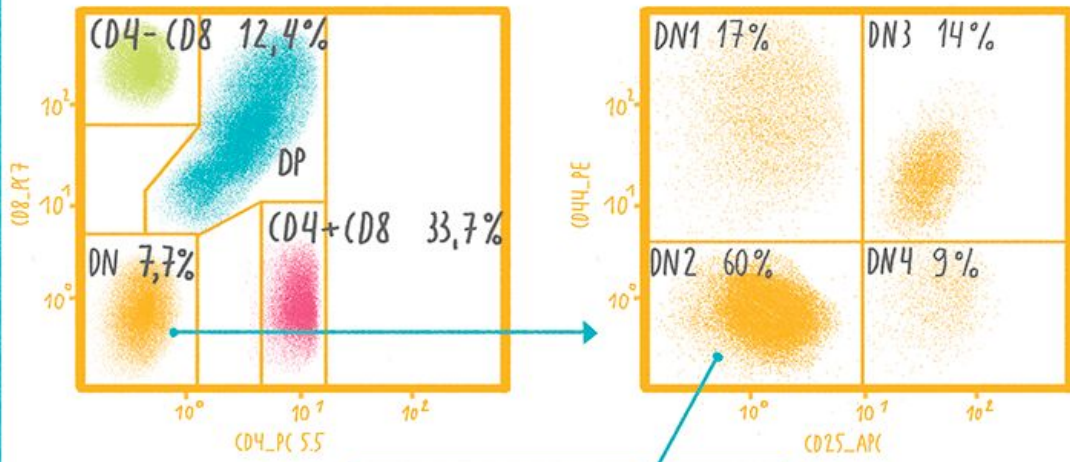 CD4-CD8 12,4%
DP
CD4+CD8 33,7%
DN 7,7%
10²
10¹
10⁰
CD8_PC7
10⁰
10¹
10²
CD4_PC 5.5
DN1 17%
DN3 14%
DN2 60%
DN4 9%
10²
10¹
10⁰
CD44_PE
10⁰
10¹
10²
CD25_APC